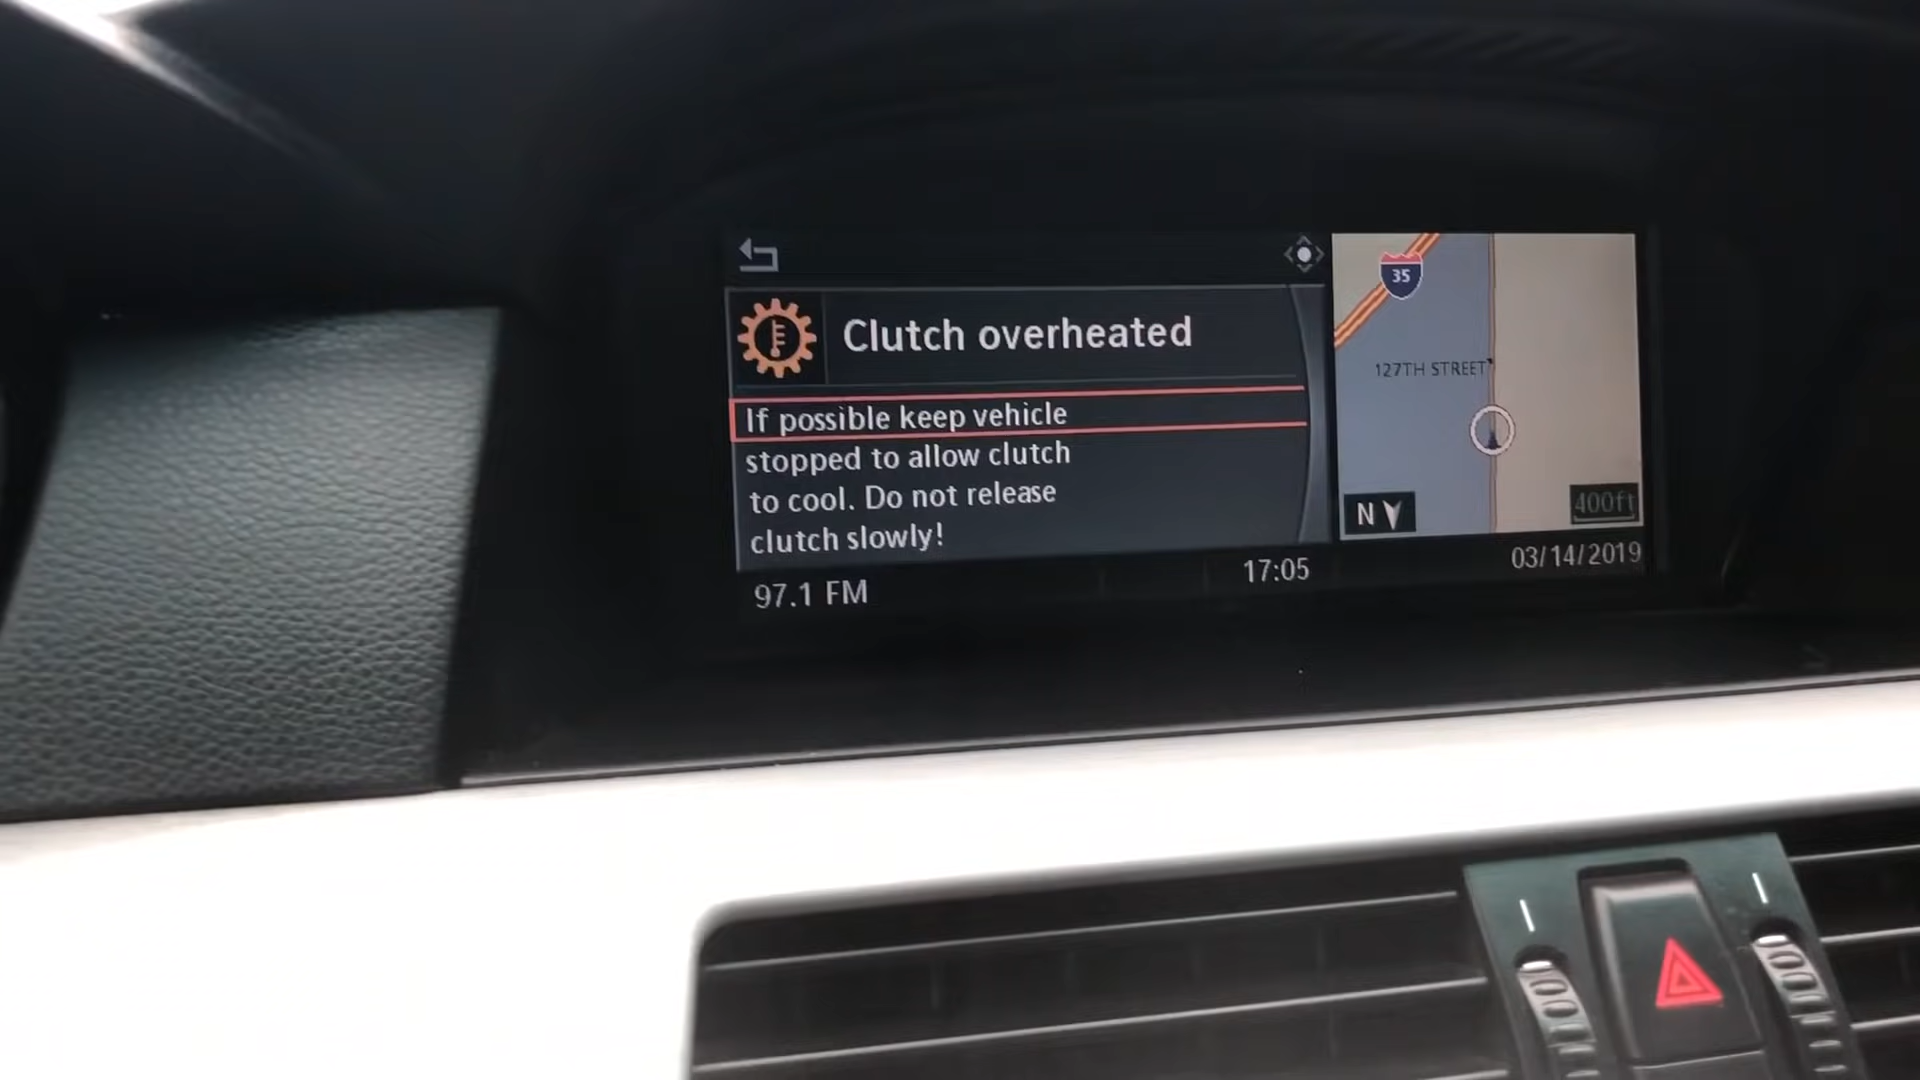 Clutch overheated
If possible keep vehicle
stopped to allow clutch
to cool. Do not release
clutch slowly!
35
127TH STREET
N
400ft
97.1 FM
17:05
03/14/2019